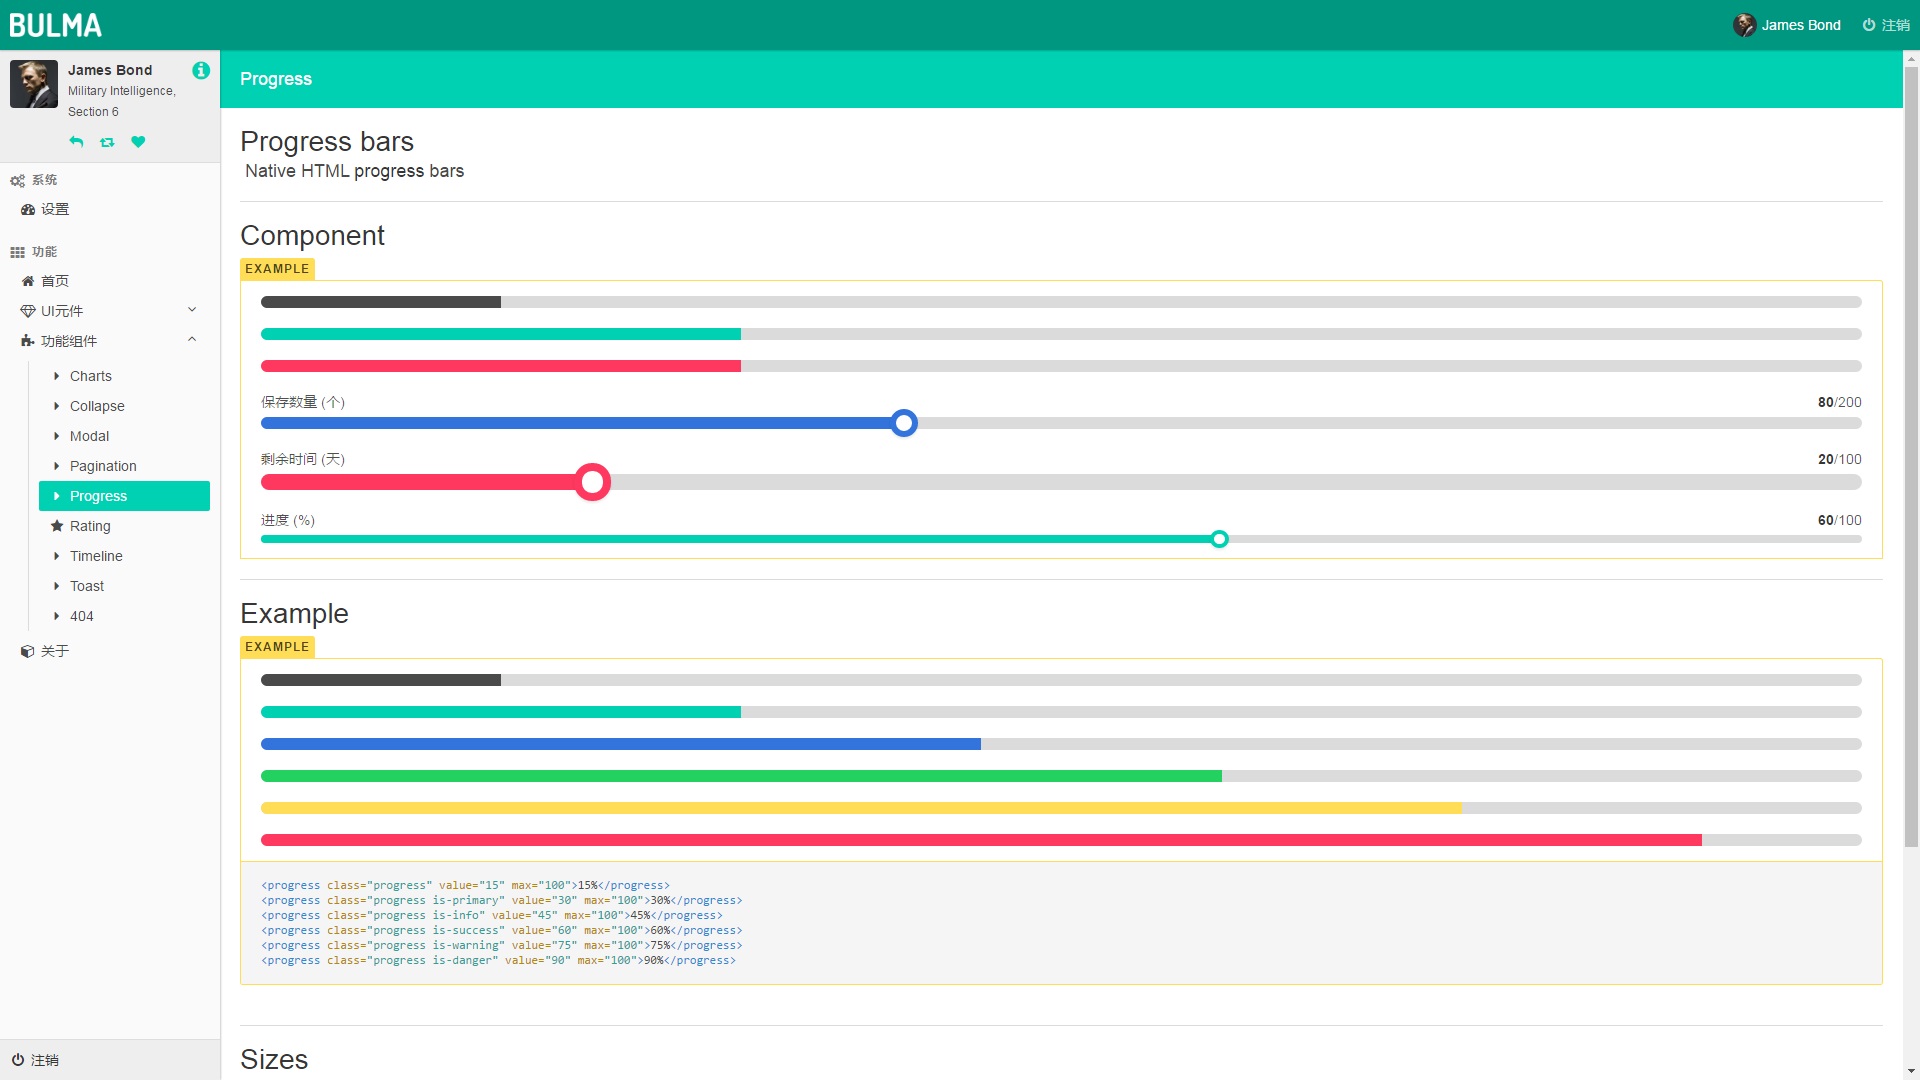 BULMA
James Bond
注销
James Bond
Military Intelligence,
Section 6
系统
设置
功能
首页
UI元件
功能组件
Charts
Collapse
Modal
Pagination
Progress
Rating
Timeline
Toast
404
关于
注销
Progress
Progress bars
Native HTML progress bars
Component
EXAMPLE
保存数量 (个) 80/200
剩余时间 (天) 20/100
进度 (%) 60/100
Example
EXAMPLE
<progress class="progress" value="15" max="100">15%</progress>
<progress class="progress is-primary" value="30" max="100">30%</progress>
<progress class="progress is-info" value="45" max="100">45%</progress>
<progress class="progress is-success" value="60" max="100">60%</progress>
<progress class="progress is-warning" value="75" max="100">75%</progress>
<progress class="progress is-danger" value="90" max="100">90%</progress>
Sizes